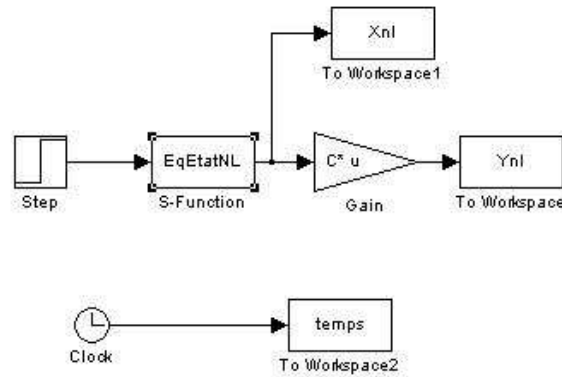 Xnl
To Workspace1
EqEtatNL
C* u
Ynl
Step
S-Function
Gain
To Workspace
temps
Clock
To Workspace2